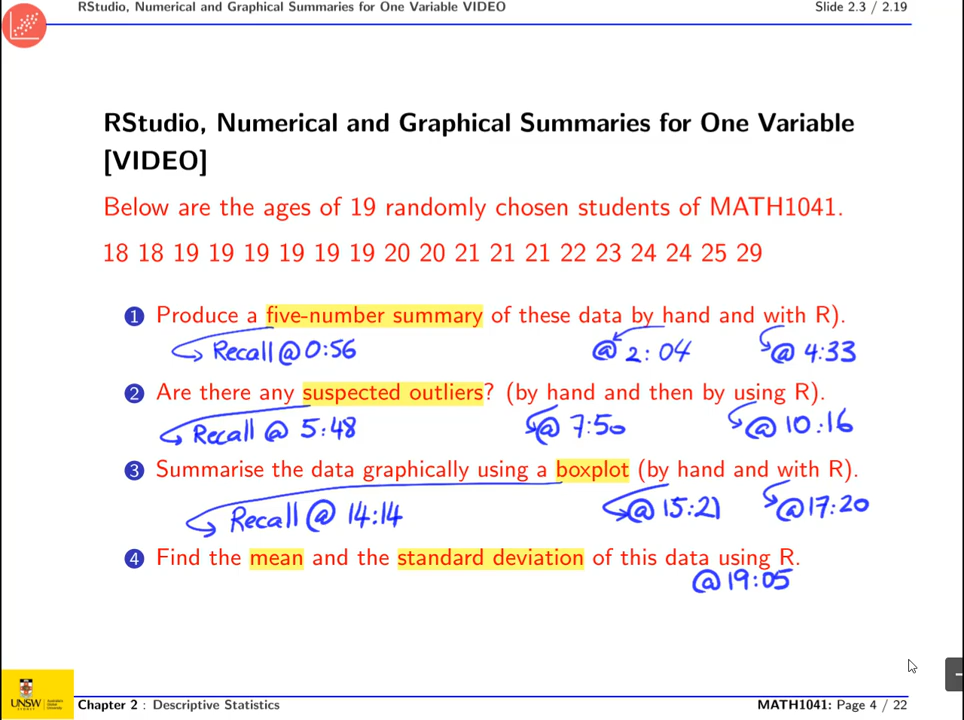 RStudio, Numerical and Graphical Summaries for One Variable VIDEO Slide 2.3 / 2.19
RStudio, Numerical and Graphical Summaries for One Variable
[VIDEO]
Below are the ages of 19 randomly chosen students of MATH1041.
18 18 19 19 19 19 19 19 20 20 21 21 21 22 23 24 24 25 29
1 Produce a five-number summary of these data by hand and with R).
Recall @ 0:56 @ 2:04 @ 4:33
2 Are there any suspected outliers? (by hand and then by using R).
Recall @ 5:48 @ 7:50 @ 10:16
3 Summarise the data graphically using a boxplot (by hand and with R).
Recall @ 14:14 @ 15:21 @ 17:20
4 Find the mean and the standard deviation of this data using R.
@ 19:05
UNSW
Chapter 2 : Descriptive Statistics MATH1041: Page 4 / 22